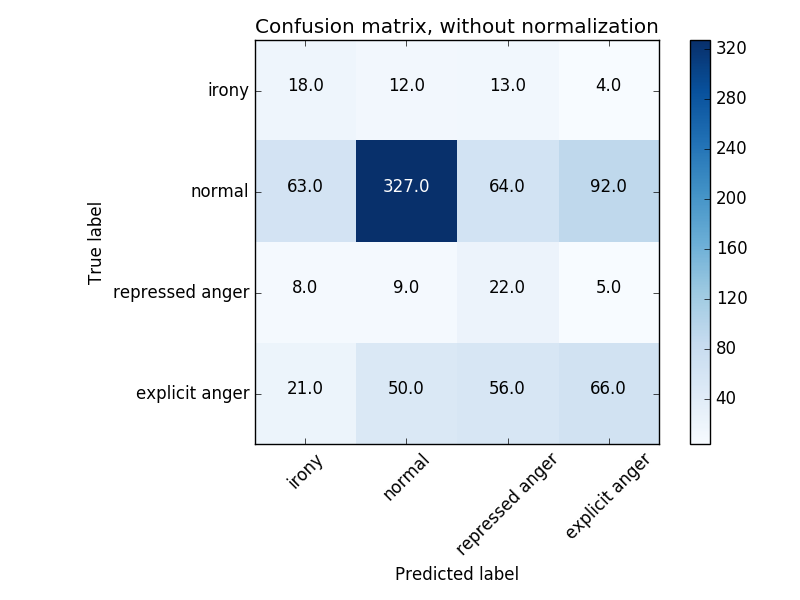 Confusion matrix, without normalization
irony 18.0 12.0 13.0 4.0
normal 63.0 327.0 64.0 92.0
repressed anger 8.0 9.0 22.0 5.0
explicit anger 21.0 50.0 56.0 66.0
irony normal repressed anger explicit anger
Predicted label
True label
320
280
240
200
160
120
80
40